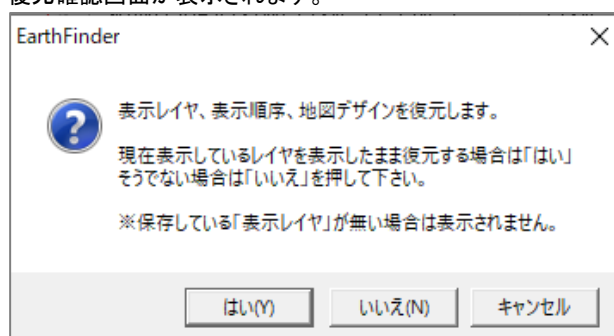 復元確認画面が表示されます。
EarthFinder
表示レイヤ、表示順序、地図デザインを復元します。
現在表示しているレイヤを表示したまま復元する場合は「はい」
そうでない場合は「いいえ」を押して下さい。
※保存している「表示レイヤ」が無い場合は表示されません。
はい(Y)
いいえ(N)
キャンセル